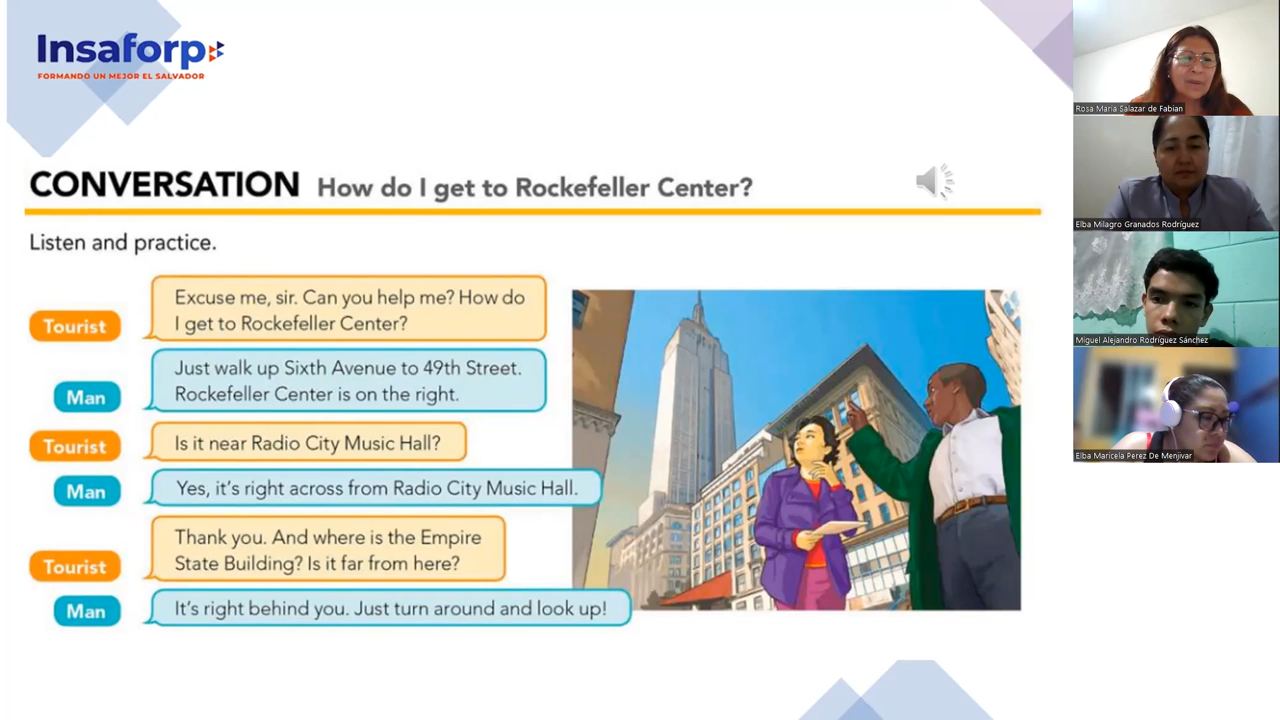 Insaforp
FORMANDO UN MEJOR EL SALVADOR
CONVERSATION How do I get to Rockefeller Center?
Listen and practice.
Tourist
Excuse me, sir. Can you help me? How do
I get to Rockefeller Center?
Man
Just walk up Sixth Avenue to 49th Street.
Rockefeller Center is on the right.
Tourist
Is it near Radio City Music Hall?
Man
Yes, it's right across from Radio City Music Hall.
Tourist
Thank you. And where is the Empire
State Building? Is it far from here?
Man
It's right behind you. Just turn around and look up!
Rosa Maria Salazar de Fabian
Elba Milagro Granados Rodríguez
Miguel Alejandro Rodríguez Sánchez
Elba Maricela Perez De Menjivar